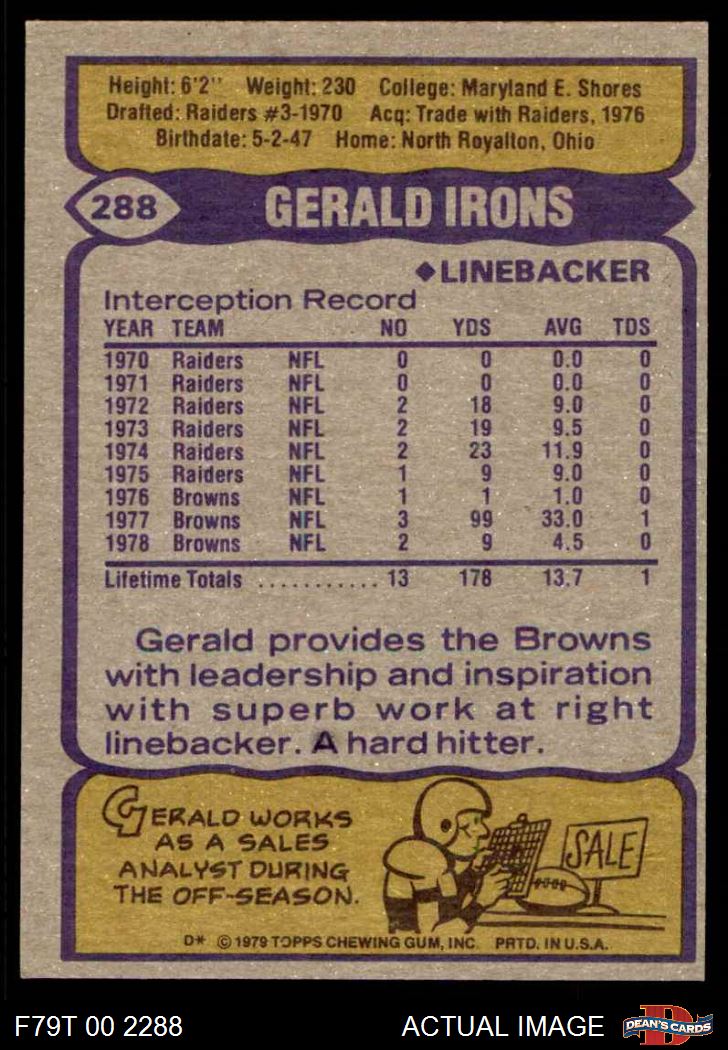 Height: 6'2" Weight: 230 College: Maryland E. Shores
Drafted: Raiders #3-1970 Acq: Trade with Raiders, 1976
Birthdate: 5-2-47 Home: North Royalton, Ohio
288 GERALD IRONS
◆LINEBACKER
Interception Record
YEAR TEAM NO YDS AVG TDS
1970 Raiders NFL 0 0 0.0 0
1971 Raiders NFL 0 0 0.0 0
1972 Raiders NFL 2 18 9.0 0
1973 Raiders NFL 2 19 9.5 0
1974 Raiders NFL 2 23 11.9 0
1975 Raiders NFL 1 9 9.0 0
1976 Browns NFL 1 1 1.0 0
1977 Browns NFL 3 99 33.0 1
1978 Browns NFL 2 9 4.5 0
Lifetime Totals ........... 13 178 13.7 1
Gerald provides the Browns
with leadership and inspiration
with superb work at right
linebacker. A hard hitter.
GERALD WORKS
AS A SALES
ANALYST DURING
THE OFF-SEASON.
SALE
D* © 1979 TOPPS CHEWING GUM, INC. PRTD. IN U.S.A.
F79T 00 2288 ACTUAL IMAGE D DEAN'S CARDS